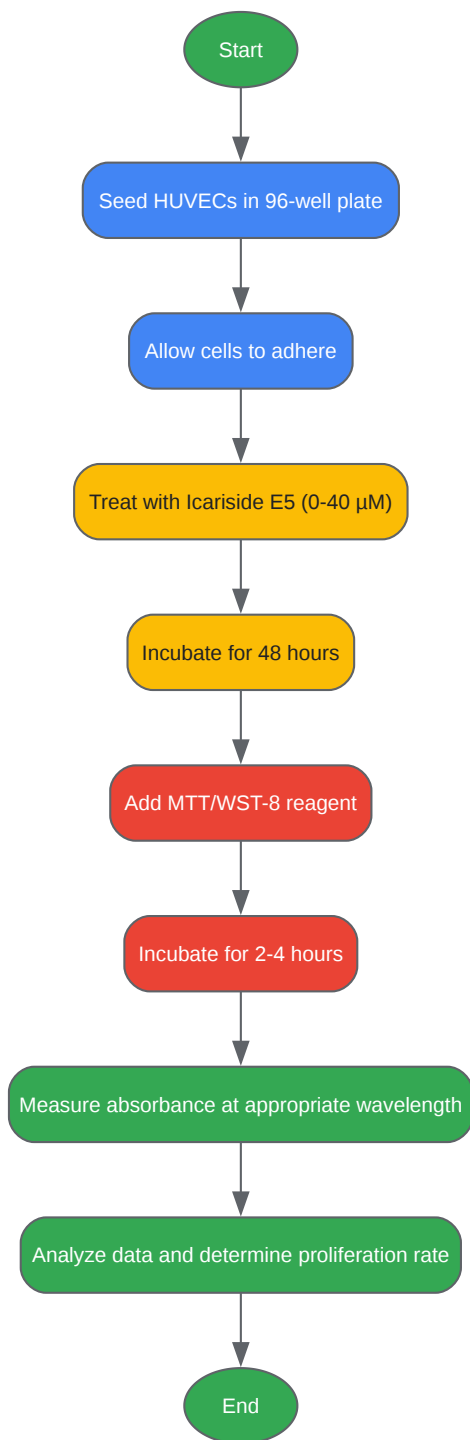 Start
Seed HUVECs in 96-well plate
Allow cells to adhere
Treat with Icariside E5 (0-40 µM)
Incubate for 48 hours
Add MTT/WST-8 reagent
Incubate for 2-4 hours
Measure absorbance at appropriate wavelength
Analyze data and determine proliferation rate
End